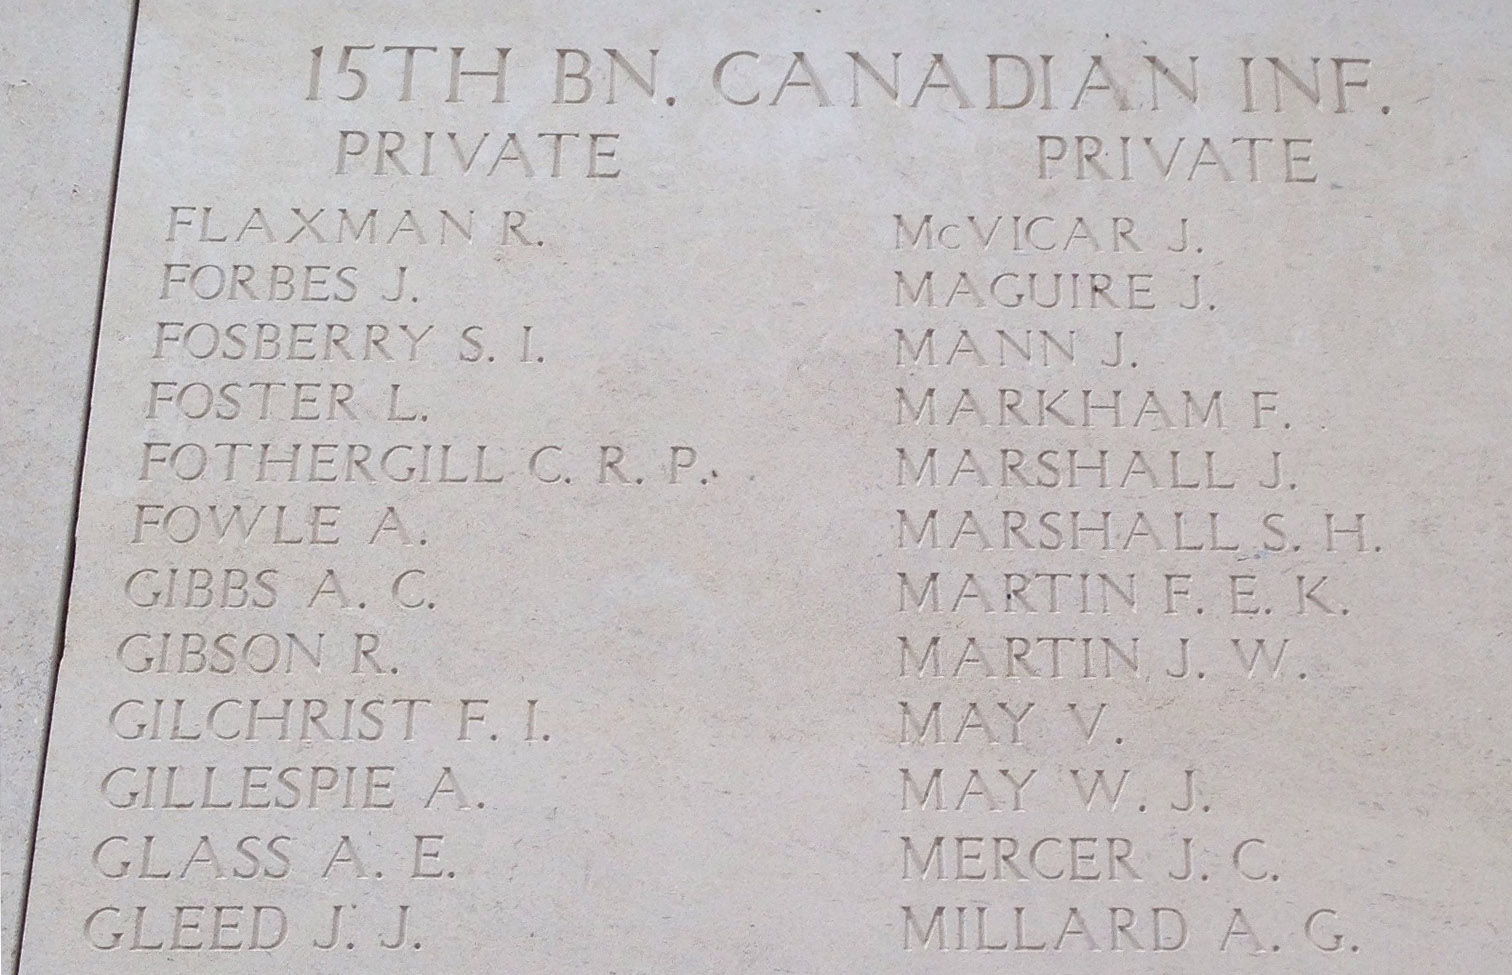 15TH BN. CANADIAN INF.
PRIVATE
FLAXMAN R.
FORBES J.
FOSBERRY S. I.
FOSTER L.
FOTHERGILL C. R. P.
FOWLE A.
GIBBS A. C.
GIBSON R.
GILCHRIST F. I.
GILLESPIE A.
GLASS A. E.
GLEED J. J.
PRIVATE
McVICAR J.
MAGUIRE J.
MANN J.
MARKHAM F.
MARSHALL J.
MARSHALL S. H.
MARTIN F. E. K.
MARTIN J. W.
MAY V.
MAY W. J.
MERCER J. C.
MILLARD A. G.